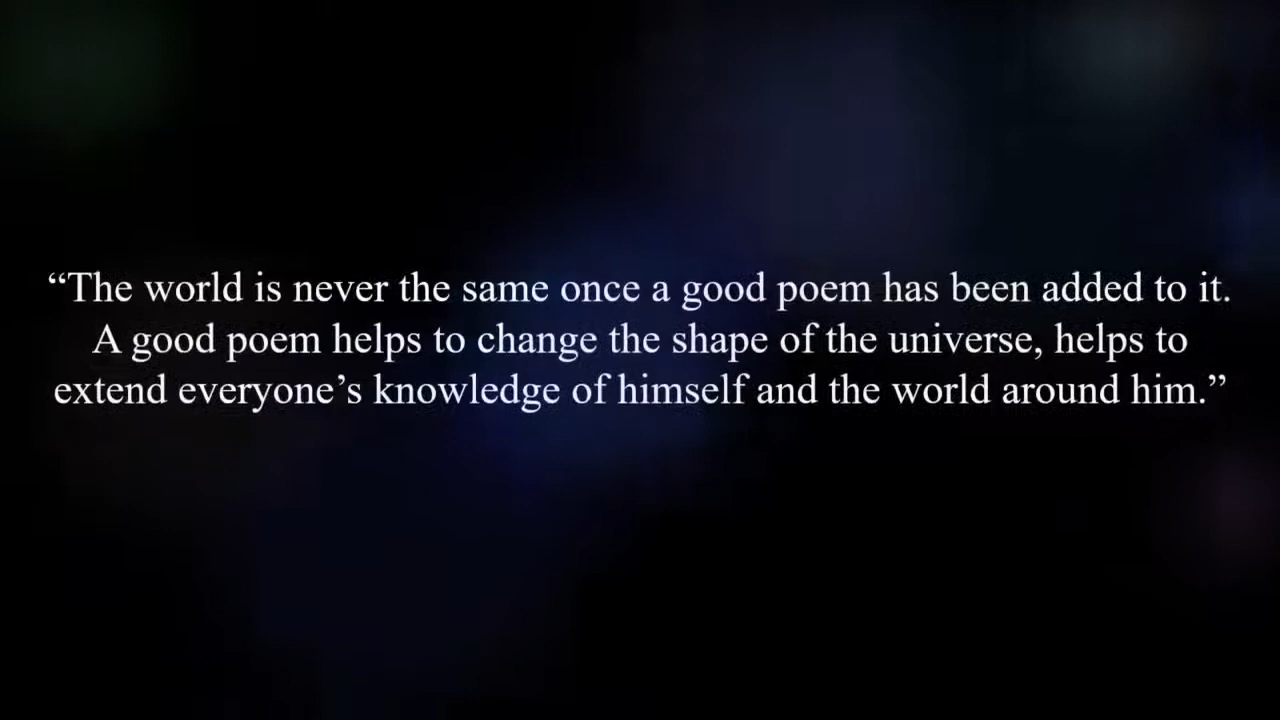 “The world is never the same once a good poem has been added to it.
A good poem helps to change the shape of the universe, helps to
extend everyone’s knowledge of himself and the world around him.”